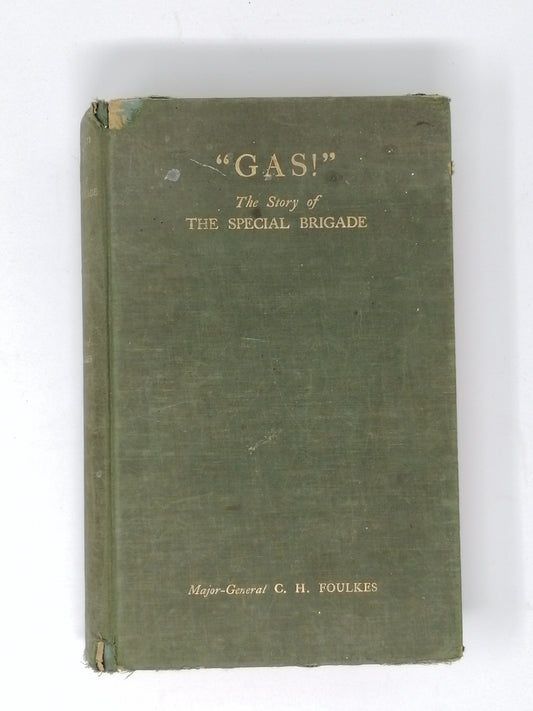 “GAS!”
The Story of
THE SPECIAL BRIGADE
Major-General C. H. FOULKES